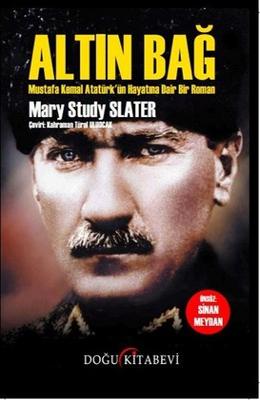 ALTIN BAĞ
Mustafa Kemal Atatürk'ün Hayatına Dair Bir Roman
Mary Study SLATER
Çeviri: Kahraman Türel ULUOCAK
ÖNSÖZ:
SİNAN
MEYDAN
DOĞU KİTABEVİ